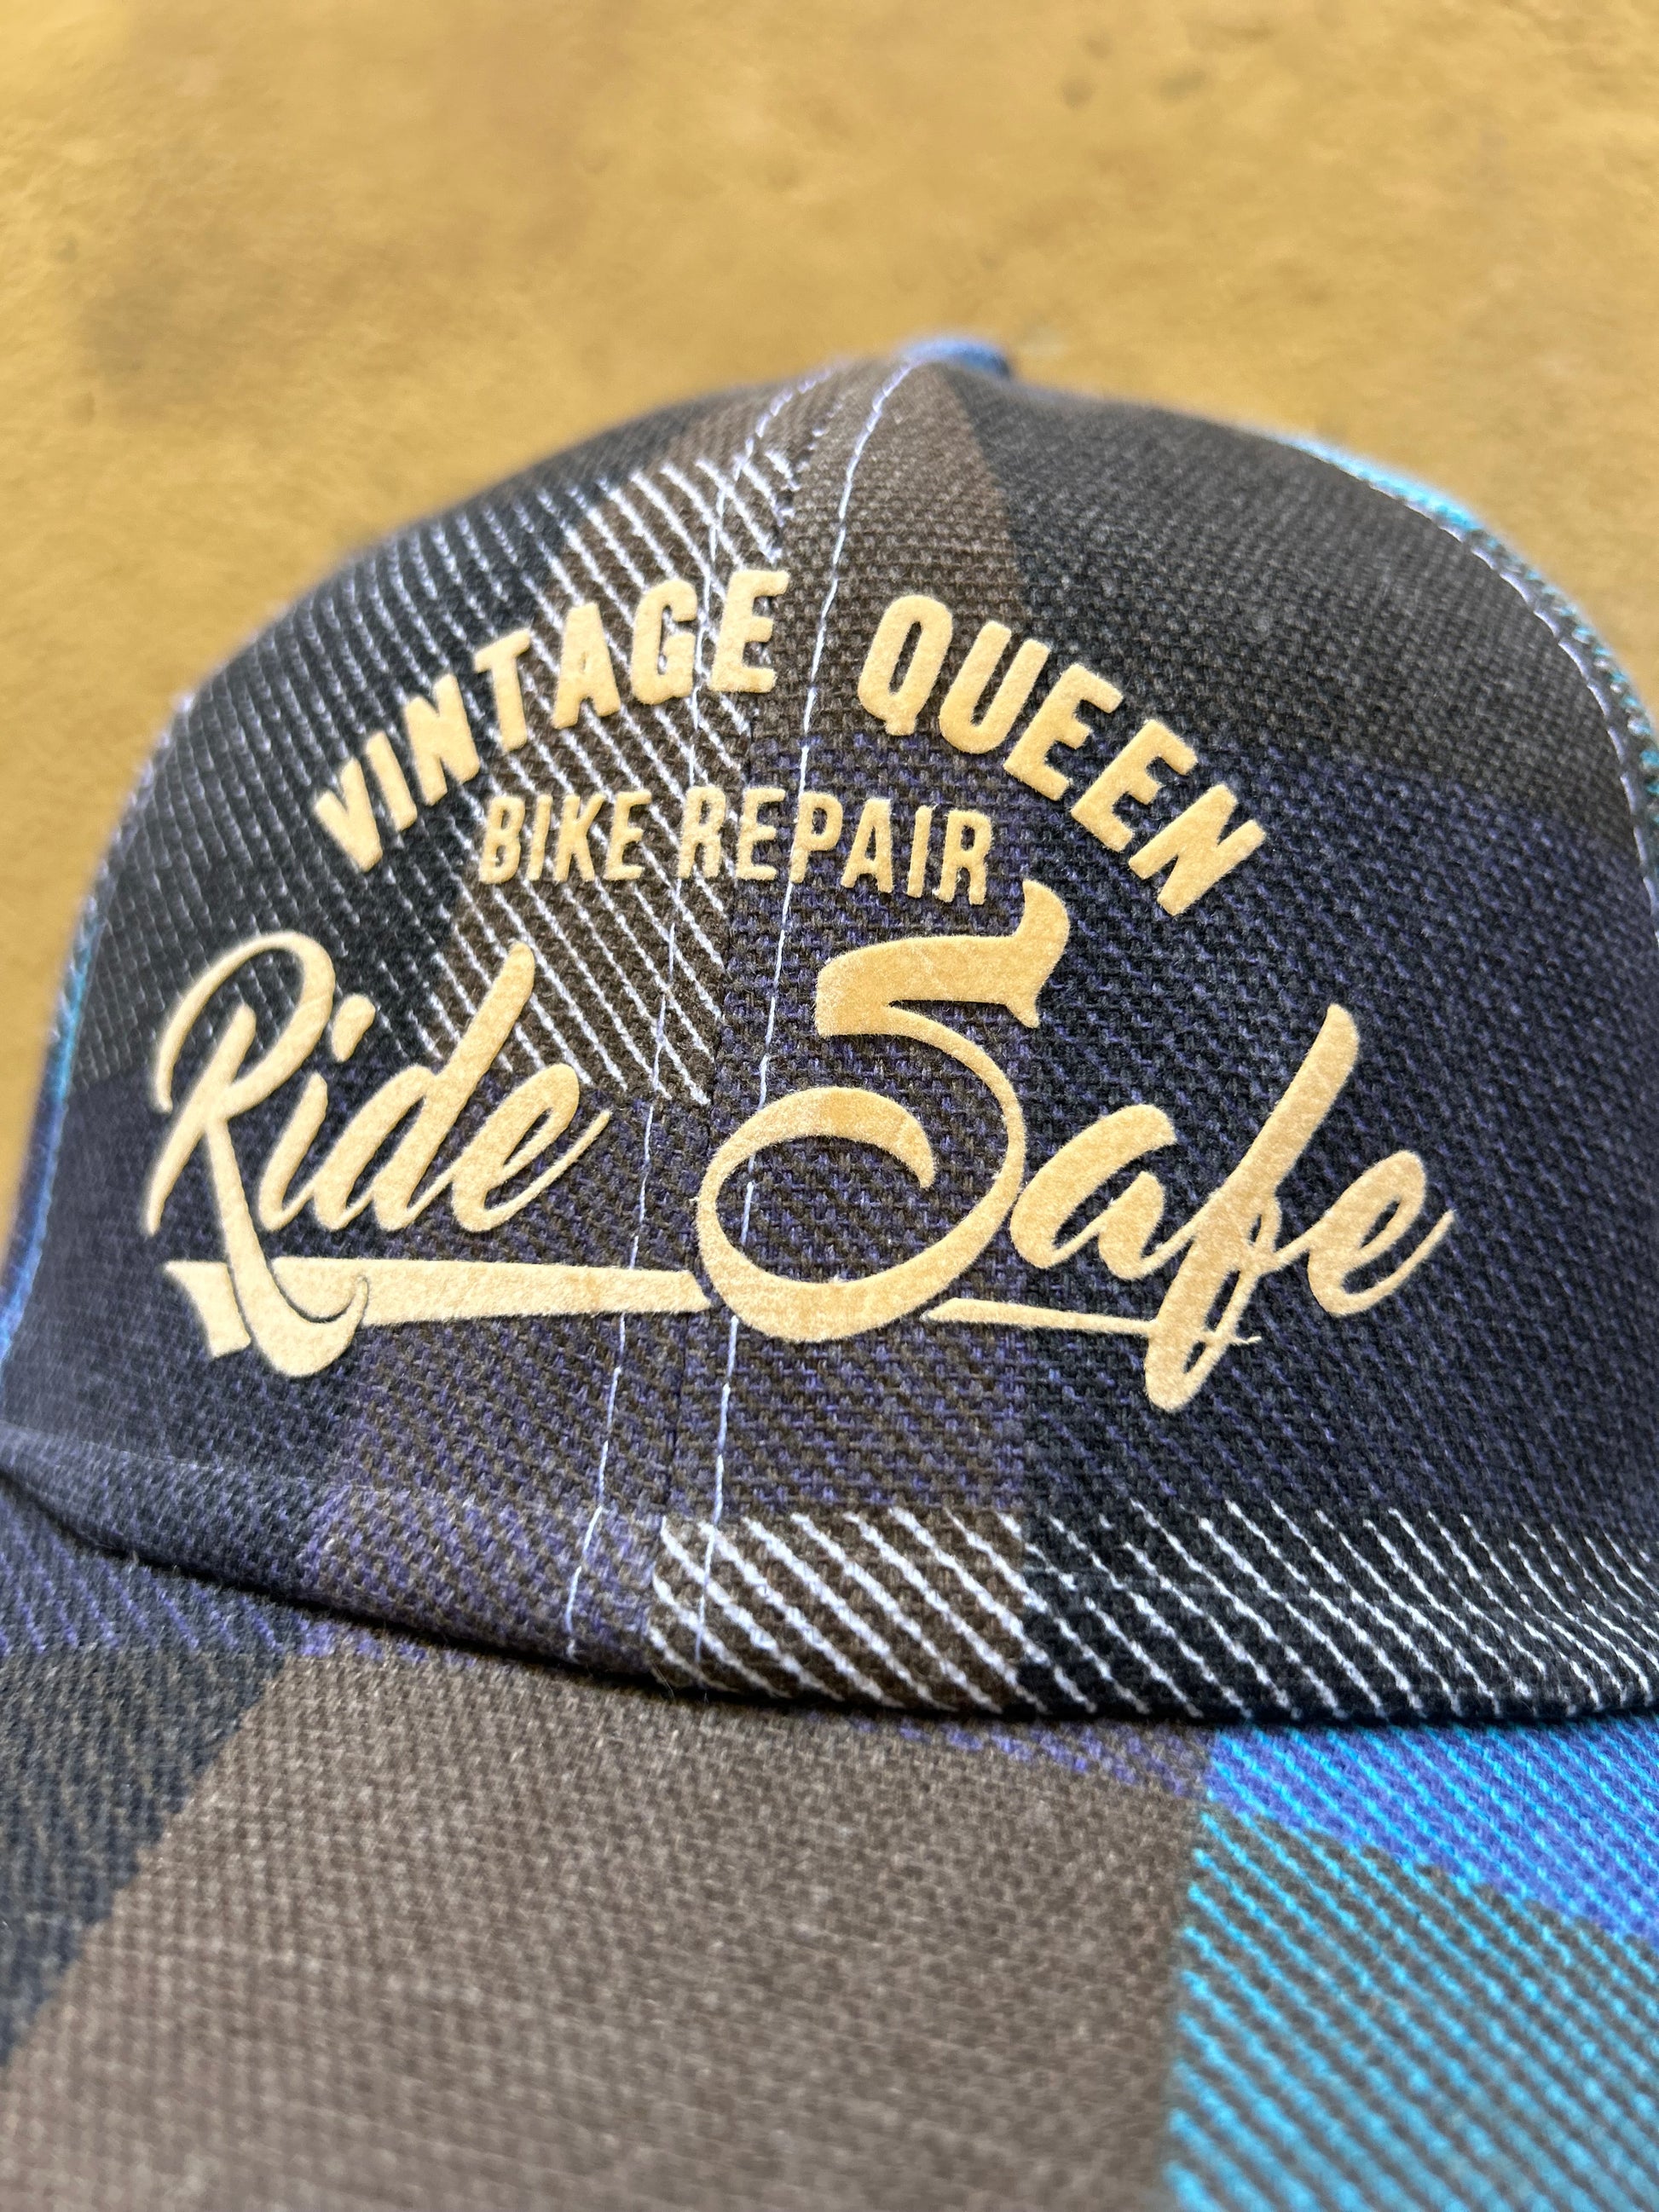 VINTAGE QUEEN
BIKE REPAIR
Ride Safe